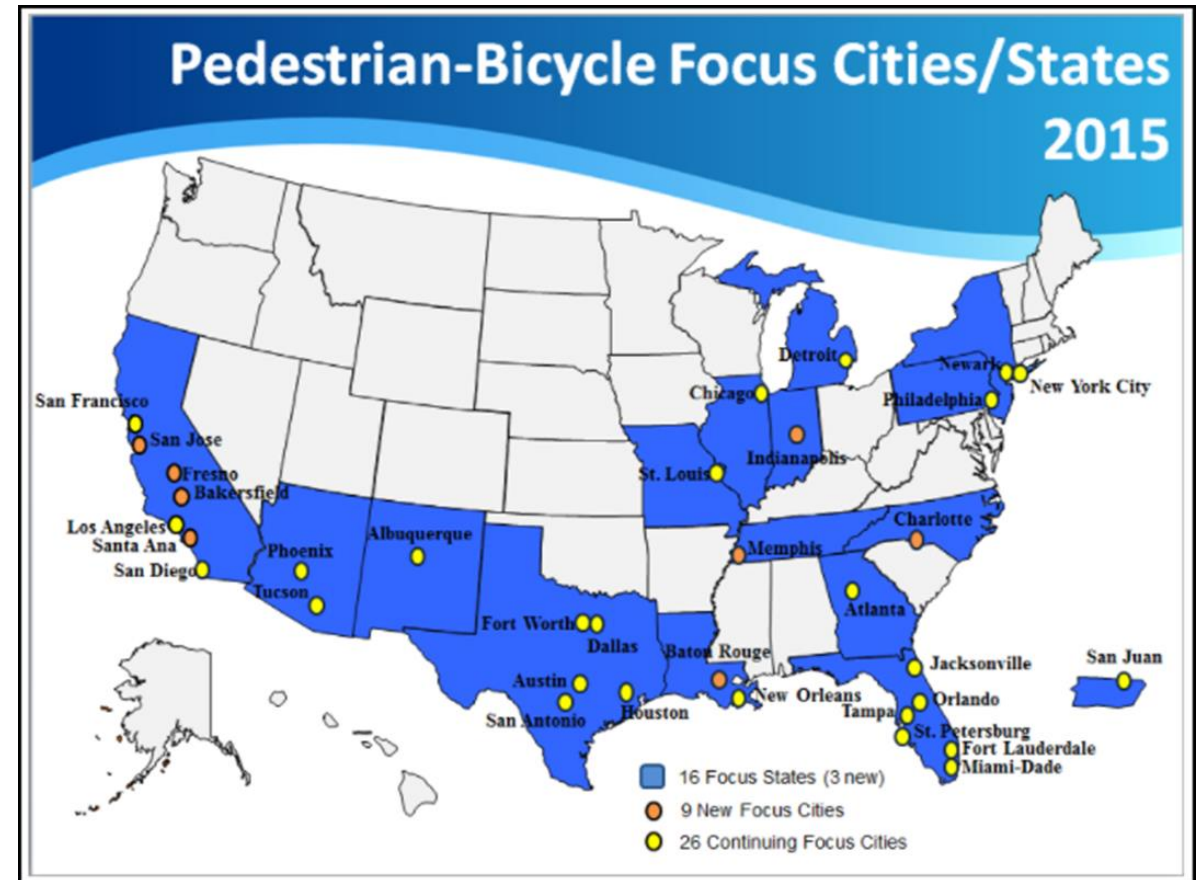 Pedestrian-Bicycle Focus Cities/States
2015
Detroit
Newark
New York City
Chicago
Philadelphia
San Francisco
San Jose
Indianapolis
Fresno
St. Louis
Bakersfield
Los Angeles
Charlotte
Santa Ana
Albuquerque
Phoenix
Memphis
San Diego
Tucson
Atlanta
Fort Worth
Dallas
Baton Rouge
San Juan
Jacksonville
Austin
New Orleans
Orlando
San Antonio
Houston
Tampa
St. Petersburg
Fort Lauderdale
Miami-Dade
16 Focus States (3 new)
9 New Focus Cities
26 Continuing Focus Cities